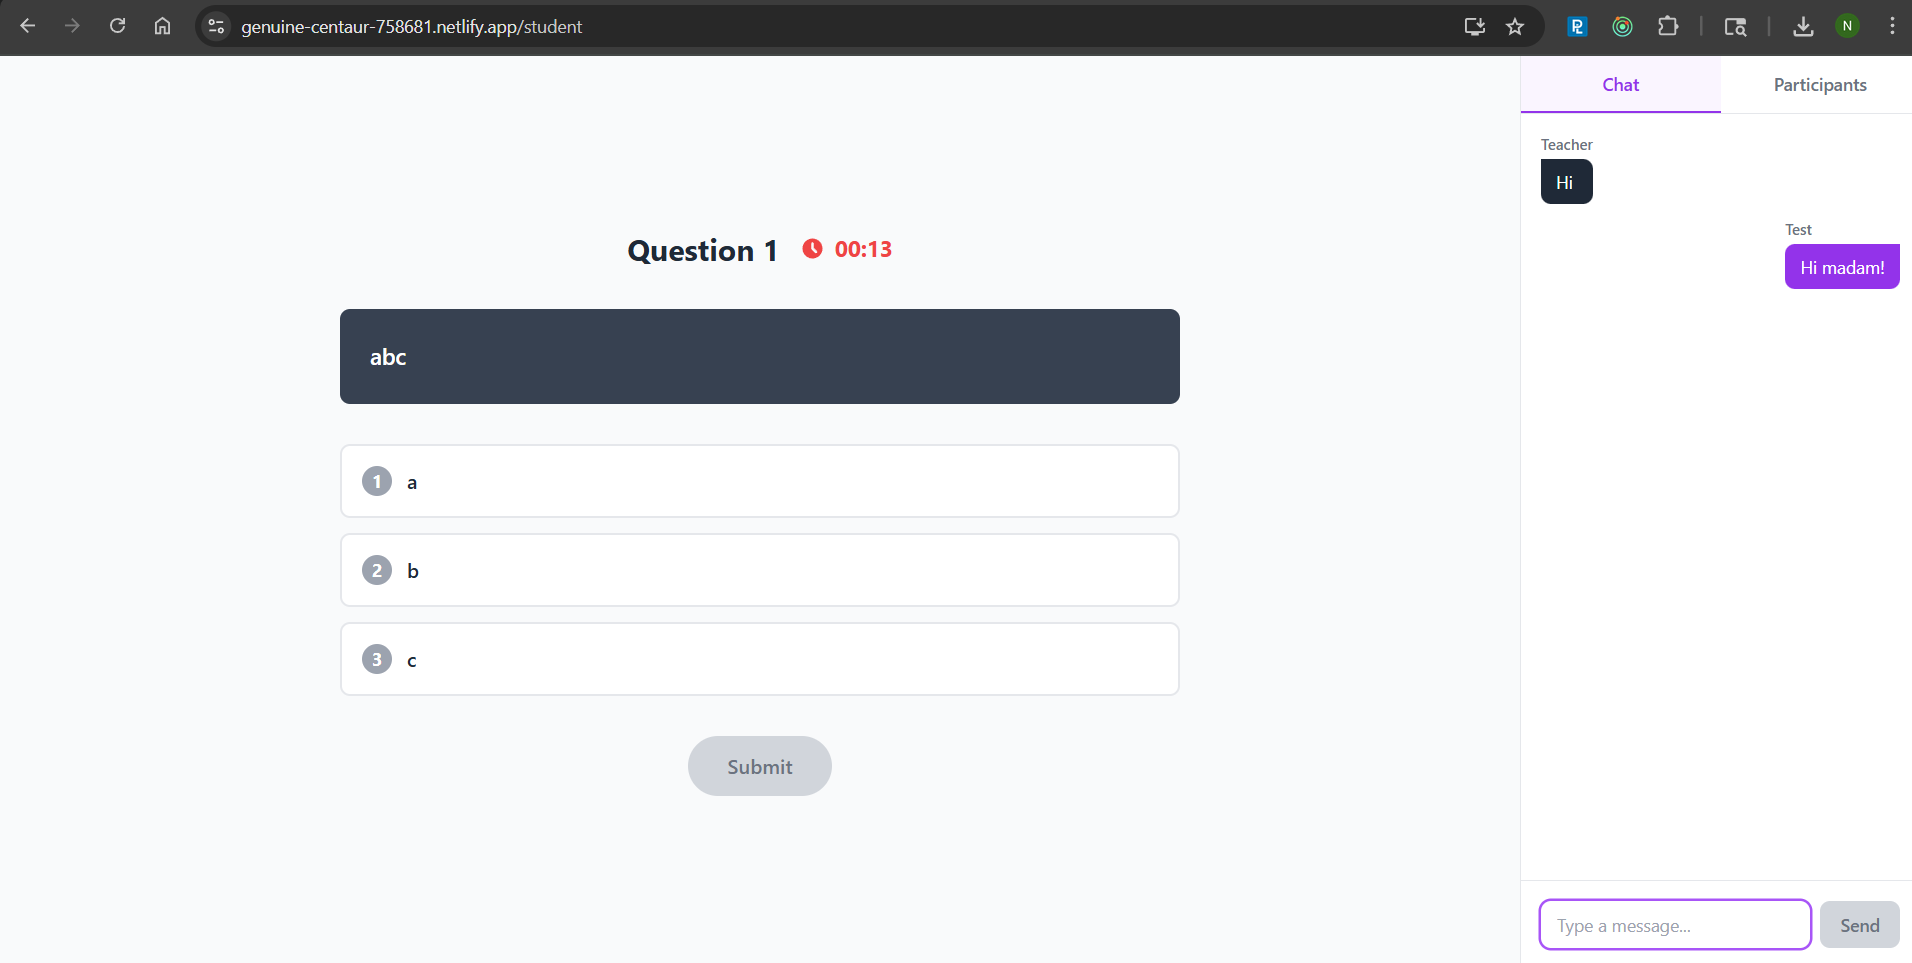 genuine-centaur-758681.netlify.app/student
N
Chat
Participants
Teacher
Hi
Test
Hi madam!
Question 1
00:13
abc
1 a
2 b
3 c
Submit
Type a message...
Send